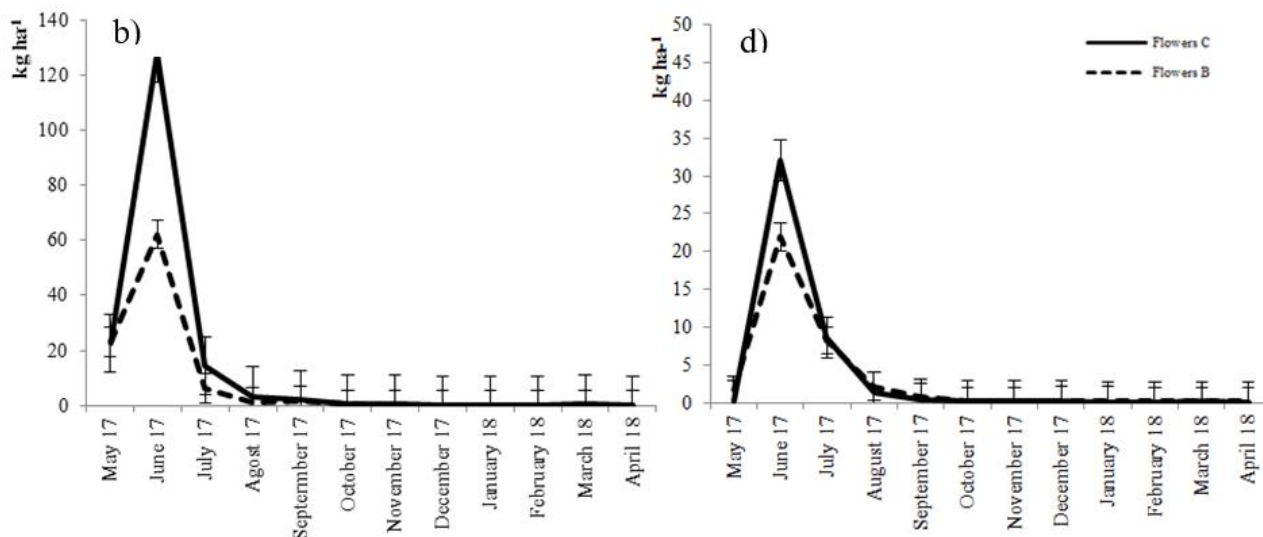 b)
kg ha-¹
140
120
100
80
60
40
20
0
May 17
June 17
July 17
Agost 17
Septermber 17
October 17
November 17
December 17
January 18
February 18
March 18
April 18
d)
kg ha-¹
50
45
40
35
30
25
20
15
10
5
0
Flowers C
Flowers B
May 17
June 17
July 17
August 17
September 17
October 17
November 17
December 17
January 18
February 18
March 18
April 18